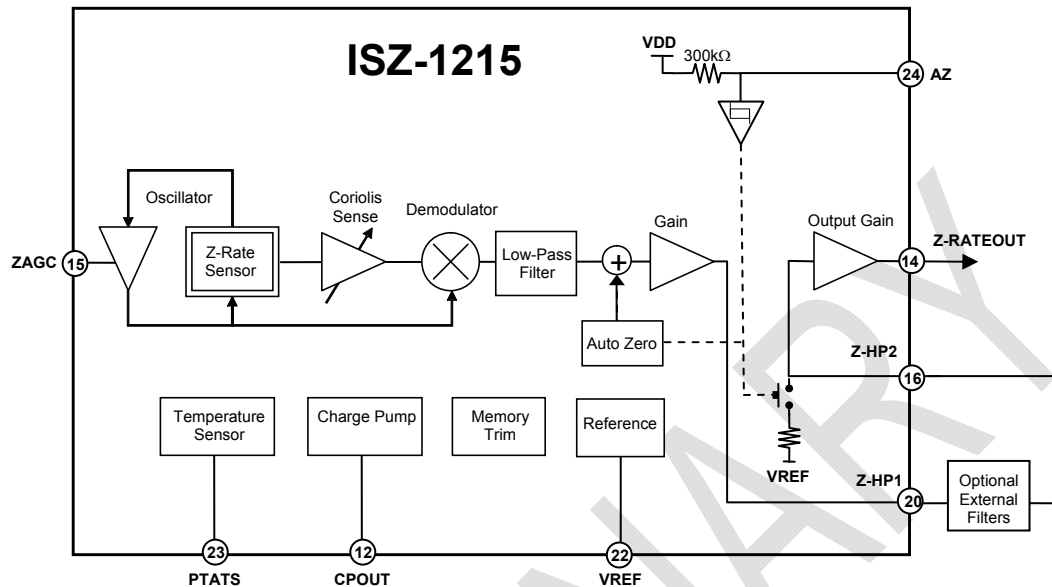 ISZ-1215
VDD
300kΩ
24
AZ
Oscillator
Coriolis
Sense
Demodulator
Gain
Output Gain
ZAGC
15
Z-Rate
Sensor
Low-Pass
Filter
+
14
Z-RATEOUT
Auto Zero
Z-HP2
16
Temperature
Sensor
Charge Pump
Memory
Trim
Reference
VREF
Z-HP1
20
Optional
External
Filters
23
12
22
PTATS
CPOUT
VREF
NARY